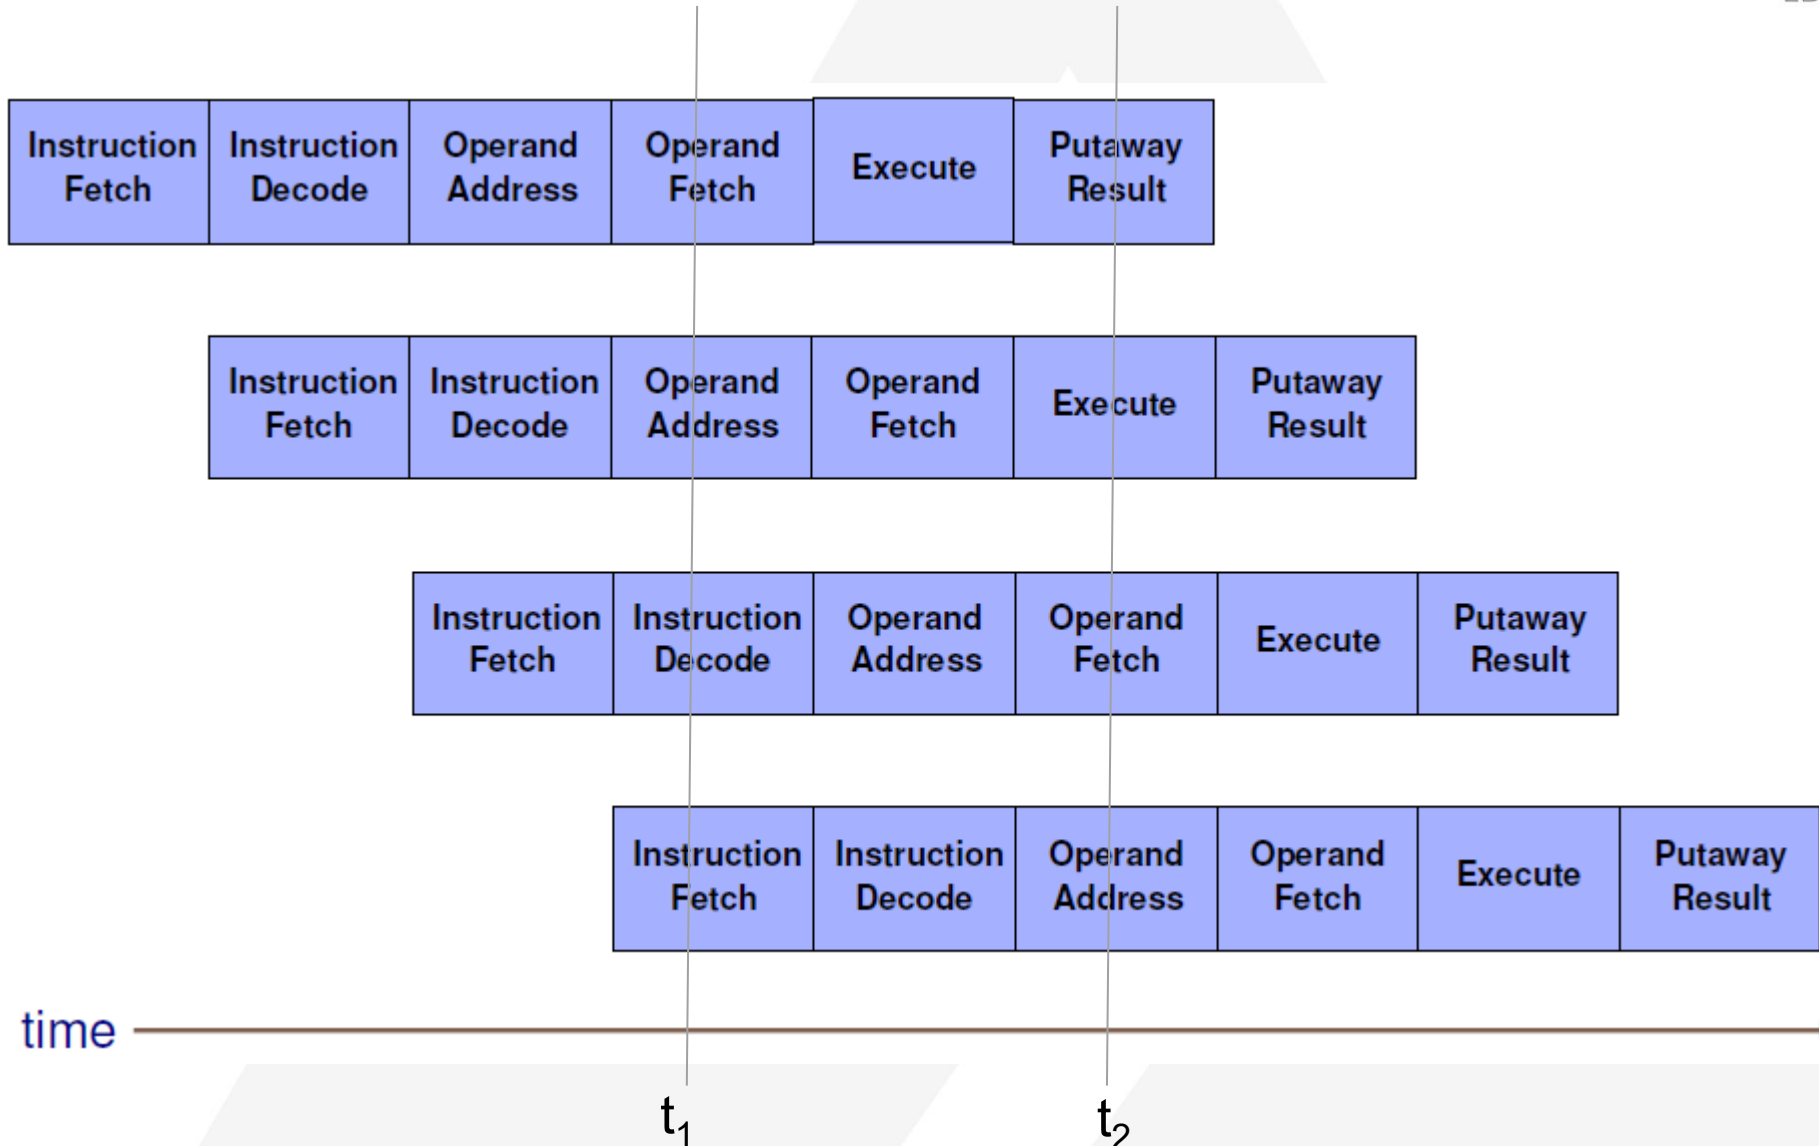 Instruction Fetch
Instruction Decode
Operand Address
Operand Fetch
Execute
Putaway Result
Instruction Fetch
Instruction Decode
Operand Address
Operand Fetch
Execute
Putaway Result
Instruction Fetch
Instruction Decode
Operand Address
Operand Fetch
Execute
Putaway Result
Instruction Fetch
Instruction Decode
Operand Address
Operand Fetch
Execute
Putaway Result
time
t1
t2